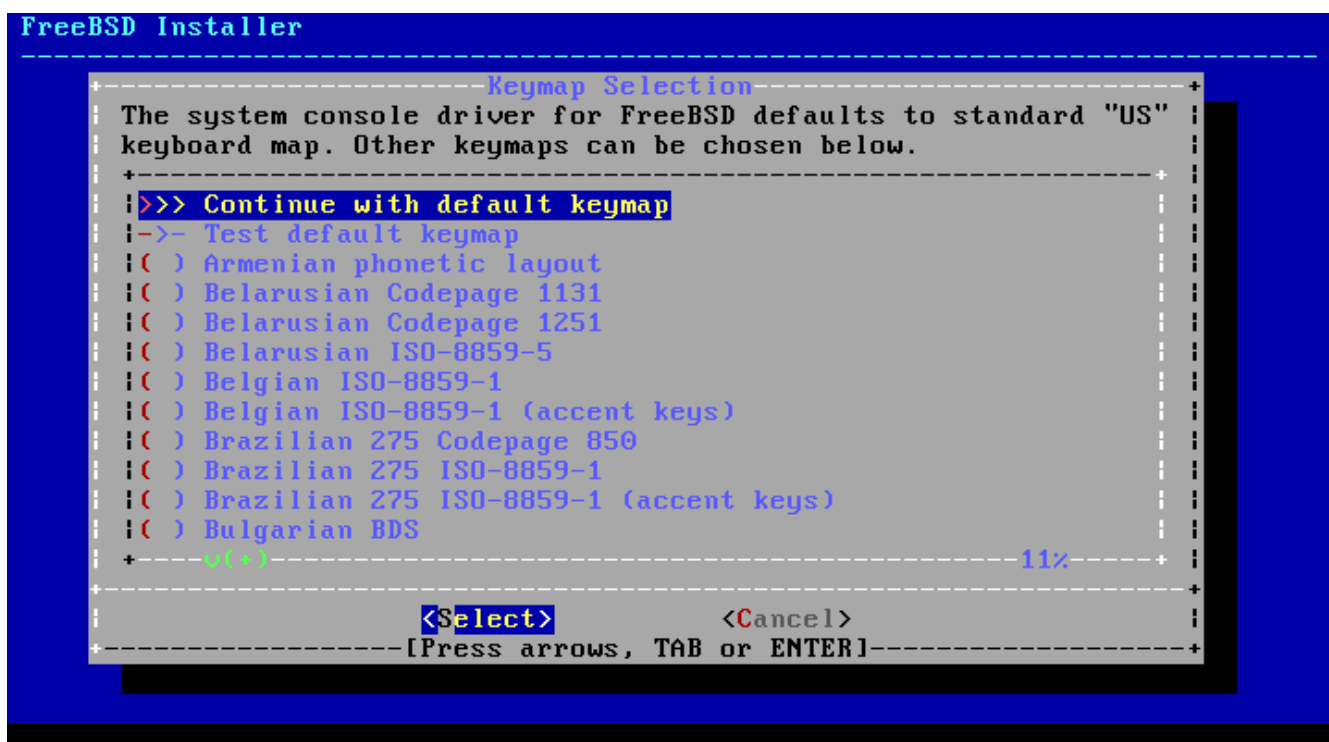 FreeBSD Installer
Keymap Selection
The system console driver for FreeBSD defaults to standard "US"
keyboard map. Other keymaps can be chosen below.
>>> Continue with default keymap
->- Test default keymap
( ) Armenian phonetic layout
( ) Belarusian Codepage 1131
( ) Belarusian Codepage 1251
( ) Belarusian ISO-8859-5
( ) Belgian ISO-8859-1
( ) Belgian ISO-8859-1 (accent keys)
( ) Brazilian 275 Codepage 850
( ) Brazilian 275 ISO-8859-1
( ) Brazilian 275 ISO-8859-1 (accent keys)
( ) Bulgarian BDS
v(+) 11%
<Select> <Cancel>
[Press arrows, TAB or ENTER]